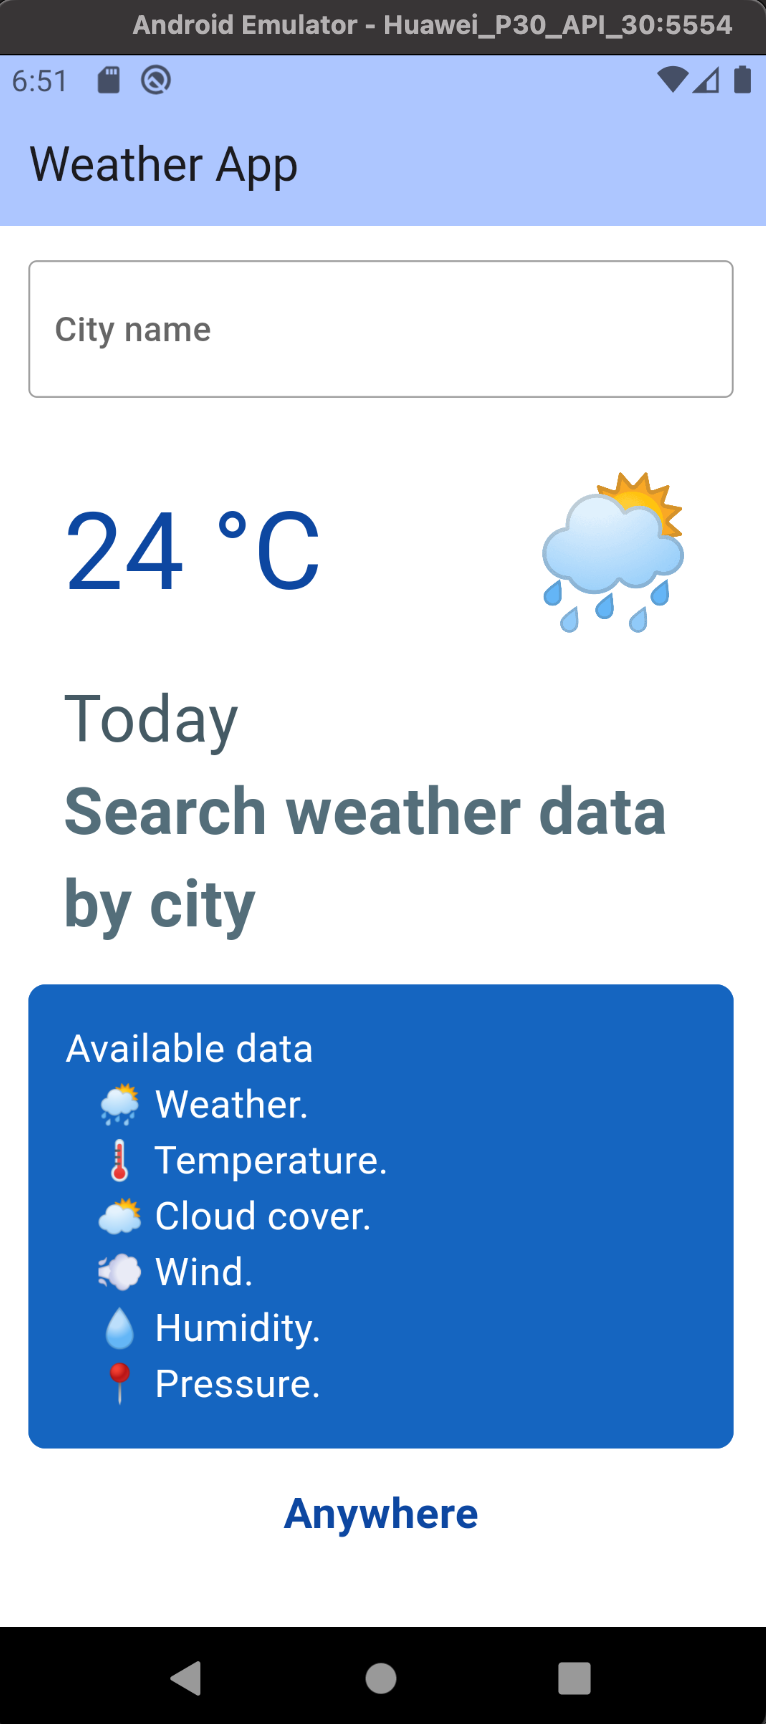 Android Emulator - Huawei_P30_API_30:5554
6:51
Weather App
City name
24 °C
Today
Search weather data
by city
Available data
🌦 Weather.
🌡 Temperature.
🌥 Cloud cover.
💨 Wind.
💧 Humidity.
📍 Pressure.
Anywhere